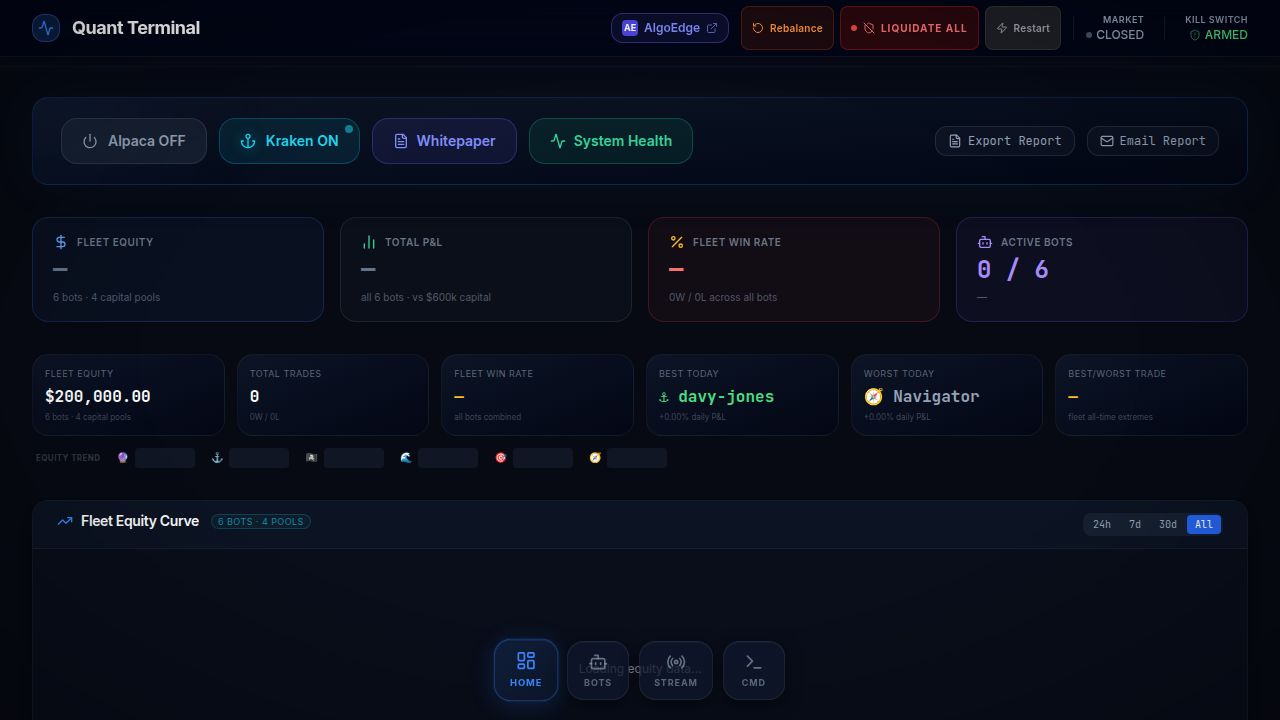 Quant Terminal
AE AlgoEdge
Rebalance
LIQUIDATE ALL
Restart
MARKET
CLOSED
KILL SWITCH
ARMED
Alpaca OFF
Kraken ON
Whitepaper
System Health
Export Report
Email Report
FLEET EQUITY
—
6 bots · 4 capital pools
TOTAL P&L
—
all 6 bots · vs $600k capital
FLEET WIN RATE
—
0W / 0L across all bots
ACTIVE BOTS
0 / 6
—
FLEET EQUITY
$200,000.00
6 bots · 4 capital pools
TOTAL TRADES
0
0W / 0L
FLEET WIN RATE
—
all bots combined
BEST TODAY
⚓ davy-jones
+0.00% daily P&L
WORST TODAY
🧭 Navigator
+0.00% daily P&L
BEST/WORST TRADE
—
fleet all-time extremes
EQUITY TREND
Fleet Equity Curve
6 BOTS · 4 POOLS
24h 7d 30d All
Loading equity data...
HOME
BOTS
STREAM
CMD